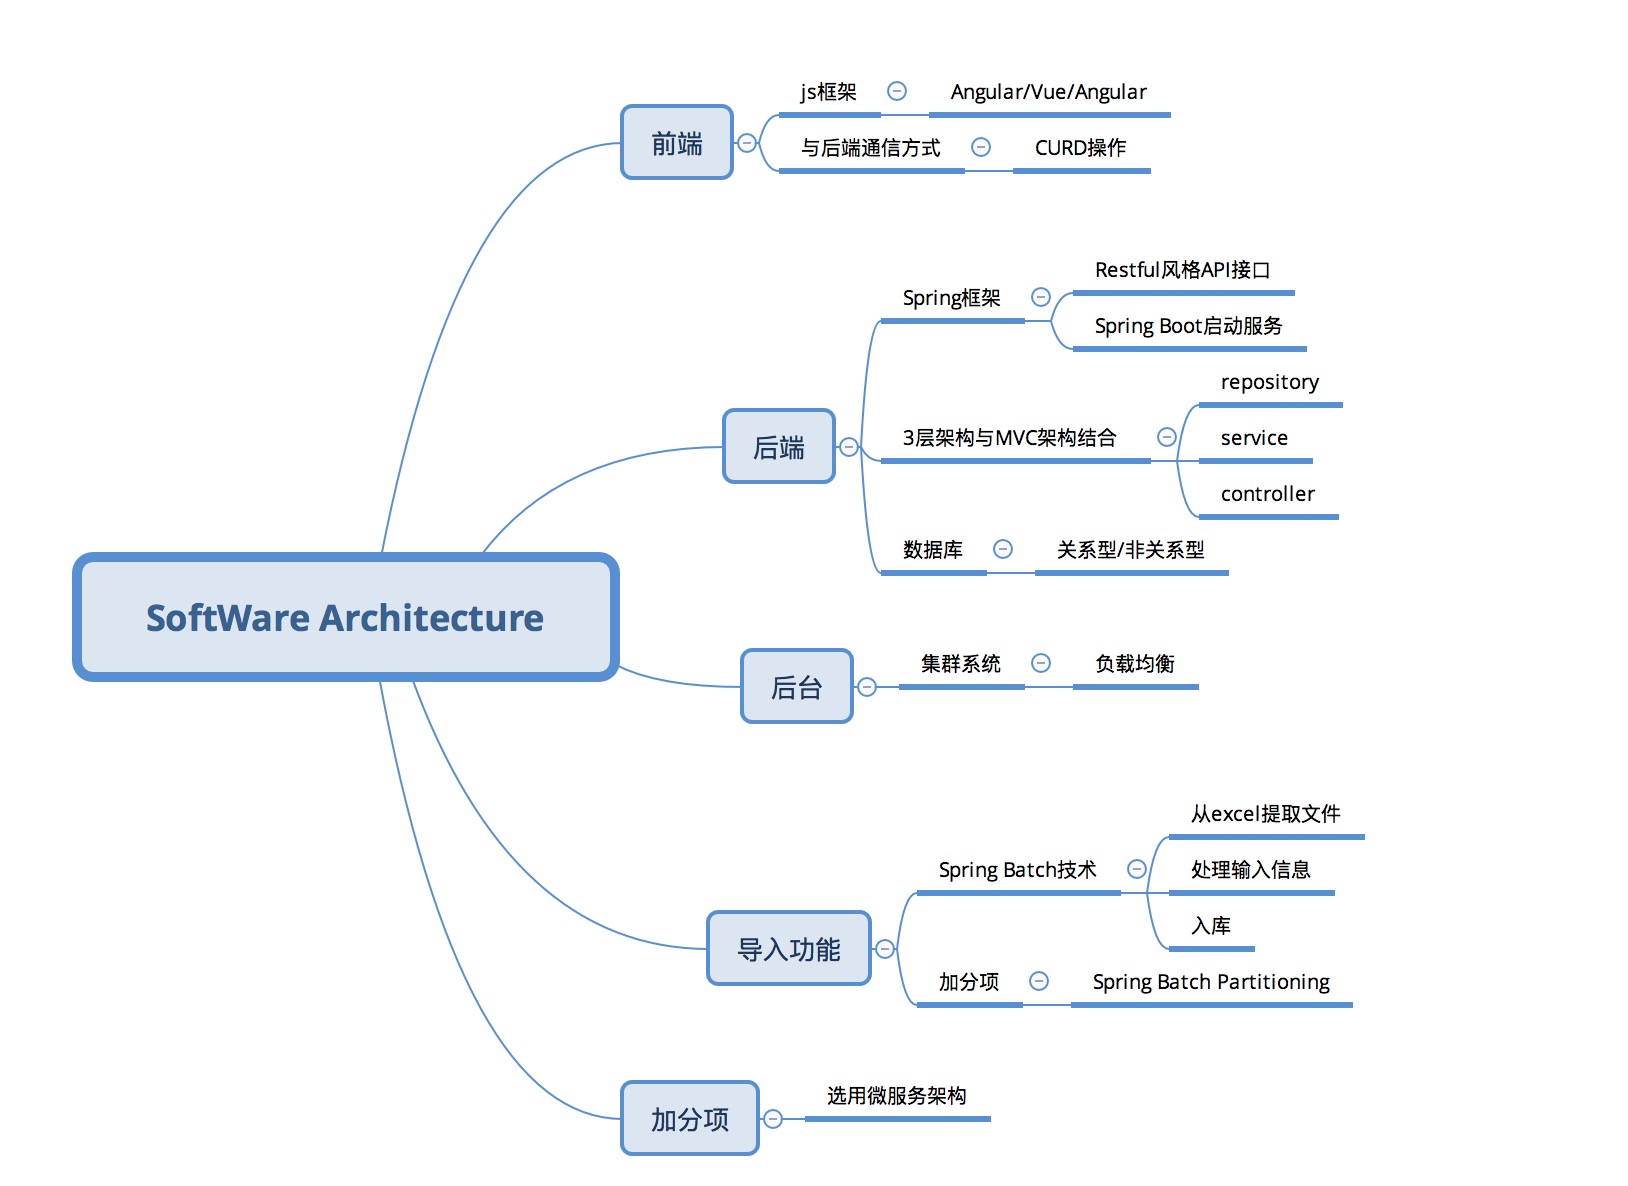 SoftWare Architecture
前端
js框架
Angular/Vue/Angular
与后端通信方式
CURD操作
后端
Spring框架
Restful风格API接口
Spring Boot启动服务
3层架构与MVC架构结合
repository
service
controller
数据库
关系型/非关系型
后台
集群系统
负载均衡
导入功能
Spring Batch技术
从excel提取文件
处理输入信息
入库
加分项
Spring Batch Partitioning
加分项
选用微服务架构